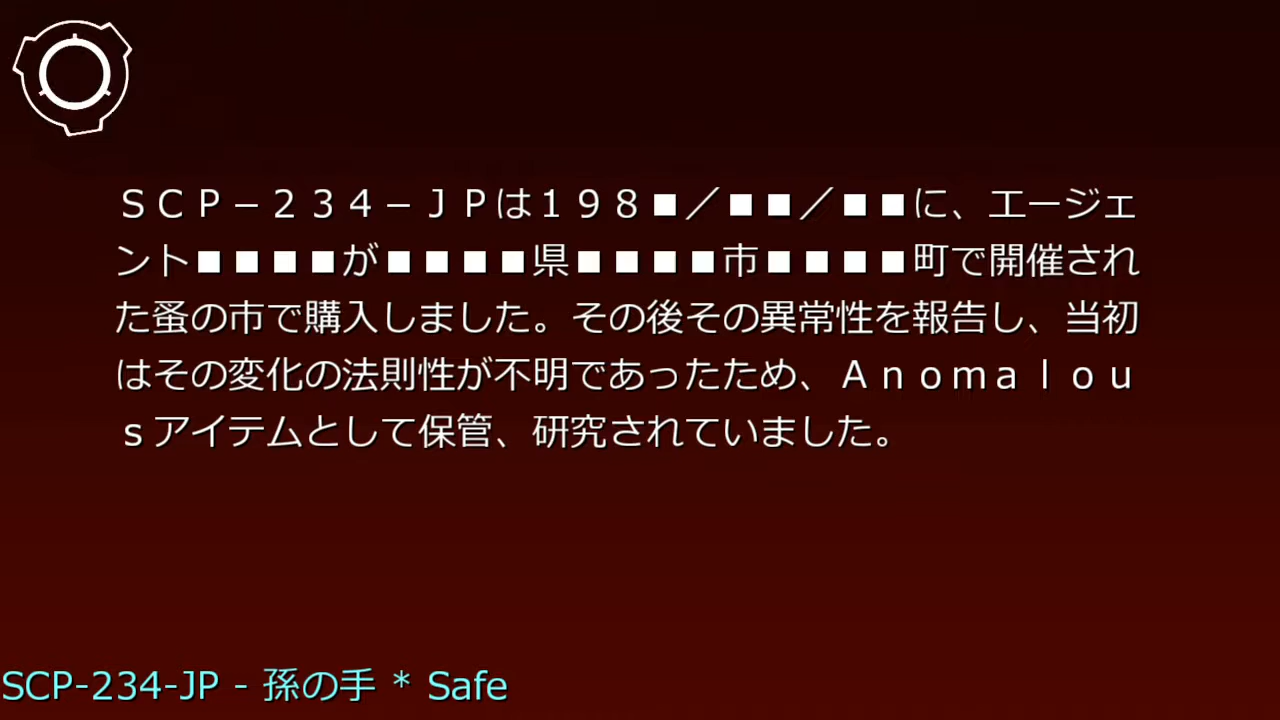 ＳＣＰ－２３４－ＪＰは１９８■／■■／■■に、エージェ
ント■■■■が■■■■県■■■■市■■■■町で開催され
た蚤の市で購入しました。その後その異常性を報告し、当初
はその変化の法則性が不明であったため、Ａｎｏｍａｌｏｕ
ｓアイテムとして保管、研究されていました。
SCP-234-JP - 孫の手 * Safe